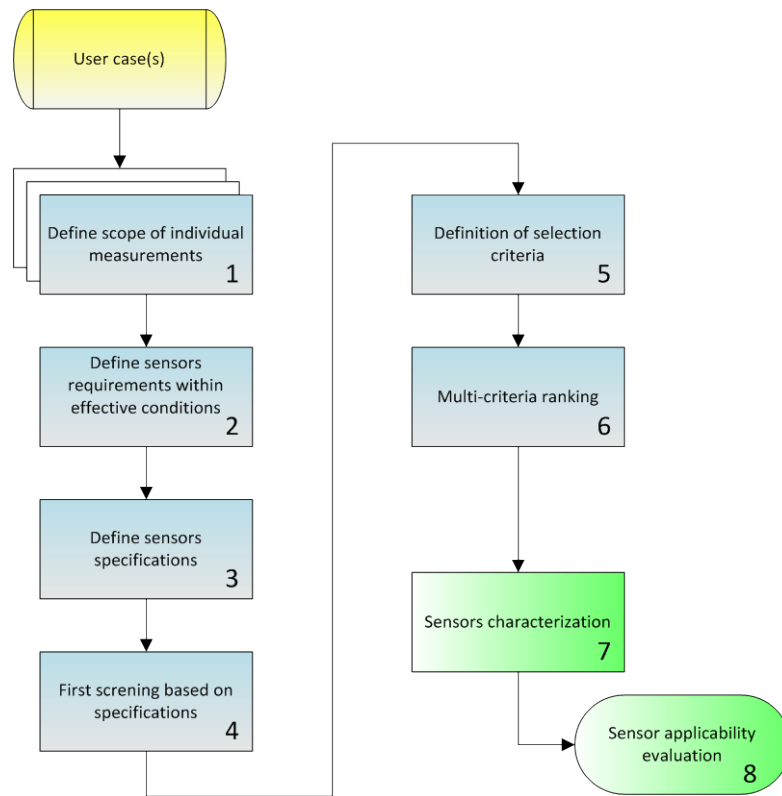 User case(s)
Define scope of individual
measurements
1
Define sensors
requirements within
effective conditions
2
Define sensors
specifications
3
First screning based on
specifications
4
Definition of selection
criteria
5
Multi-criteria ranking
6
Sensors characterization
7
Sensor applicability
evaluation
8